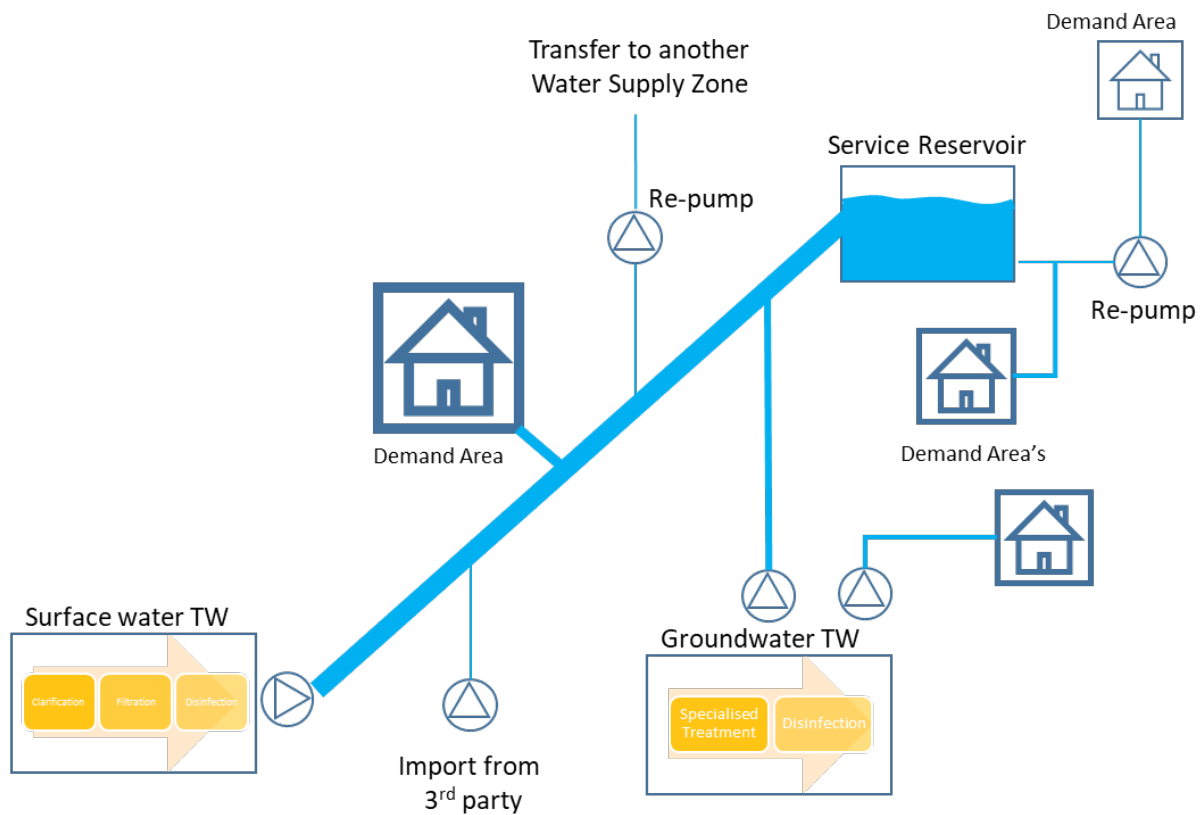 Demand Area
Transfer to another
Water Supply Zone
Service Reservoir
Re-pump
Re-pump
Demand Area
Demand Area's
Surface water TW
Clarification
Filtration
Disinfection
Groundwater TW
Specialised
Treatment
Disinfection
Import from
3rd party